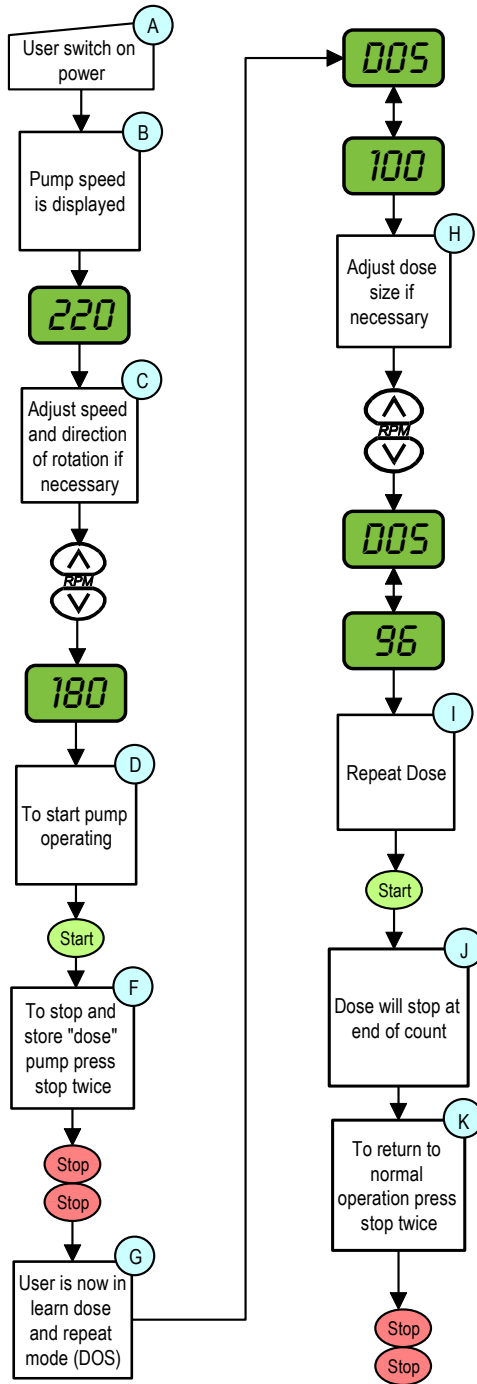 A
User switch on
power
B
Pump speed
is displayed
220
C
Adjust speed
and direction
of rotation if
necessary
RPM
180
D
To start pump
operating
Start
F
To stop and
store "dose"
pump press
stop twice
Stop
Stop
G
User is now in
learn dose
and repeat
mode (DOS)
DOS
100
H
Adjust dose
size if
necessary
RPM
DOS
96
I
Repeat Dose
Start
J
Dose will stop at
end of count
K
To return to
normal
operation press
stop twice
Stop
Stop